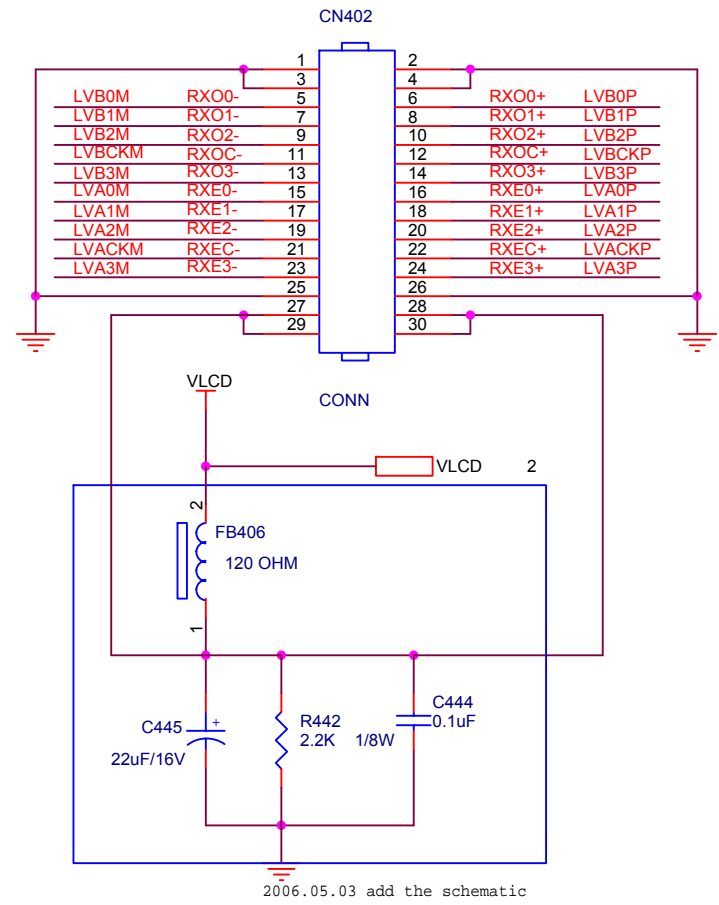 CN402
1 2
3 4
LVB0M RXO0- 5 6 RXO0+ LVB0P
LVB1M RXO1- 7 8 RXO1+ LVB1P
LVB2M RXO2- 9 10 RXO2+ LVB2P
LVBCKM RXOC- 11 12 RXOC+ LVBCKP
LVB3M RXO3- 13 14 RXO3+ LVB3P
LVA0M RXE0- 15 16 RXE0+ LVA0P
LVA1M RXE1- 17 18 RXE1+ LVA1P
LVA2M RXE2- 19 20 RXE2+ LVA2P
LVACKM RXEC- 21 22 RXEC+ LVACKP
LVA3M RXE3- 23 24 RXE3+ LVA3P
25 26
27 28
29 30
VLCD CONN
VLCD 2
2
FB406
120 OHM
1
C445 + R442 C444
2.2K 1/8W 0.1uF
22uF/16V
2006.05.03 add the schematic